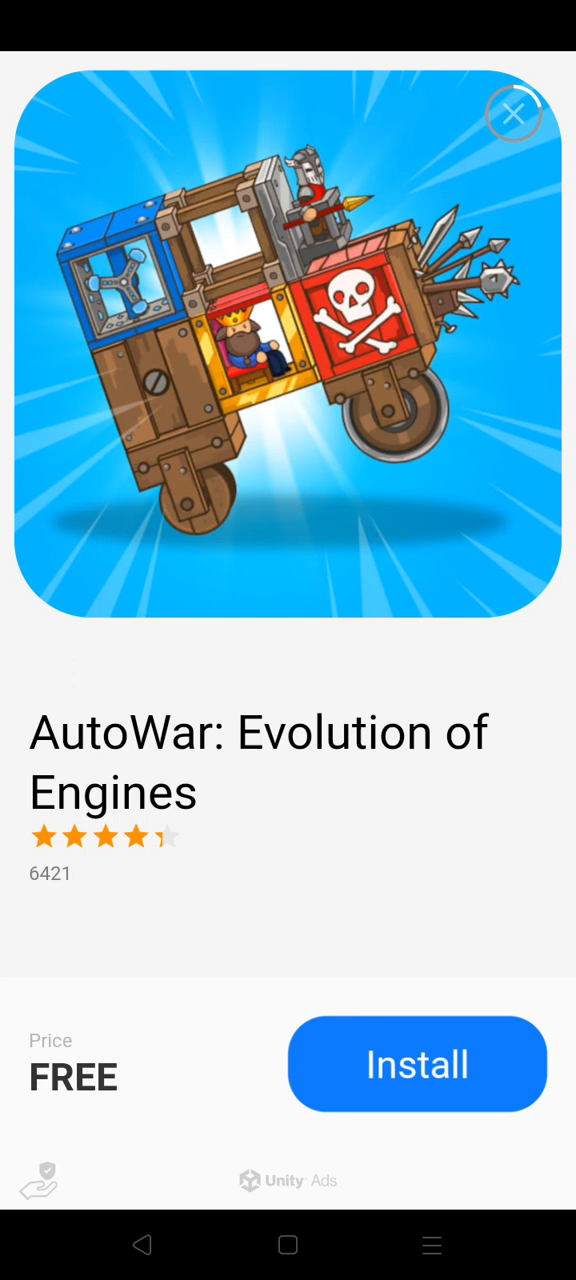 AutoWar: Evolution of
Engines
6421
Price
FREE
Install
Unity Ads